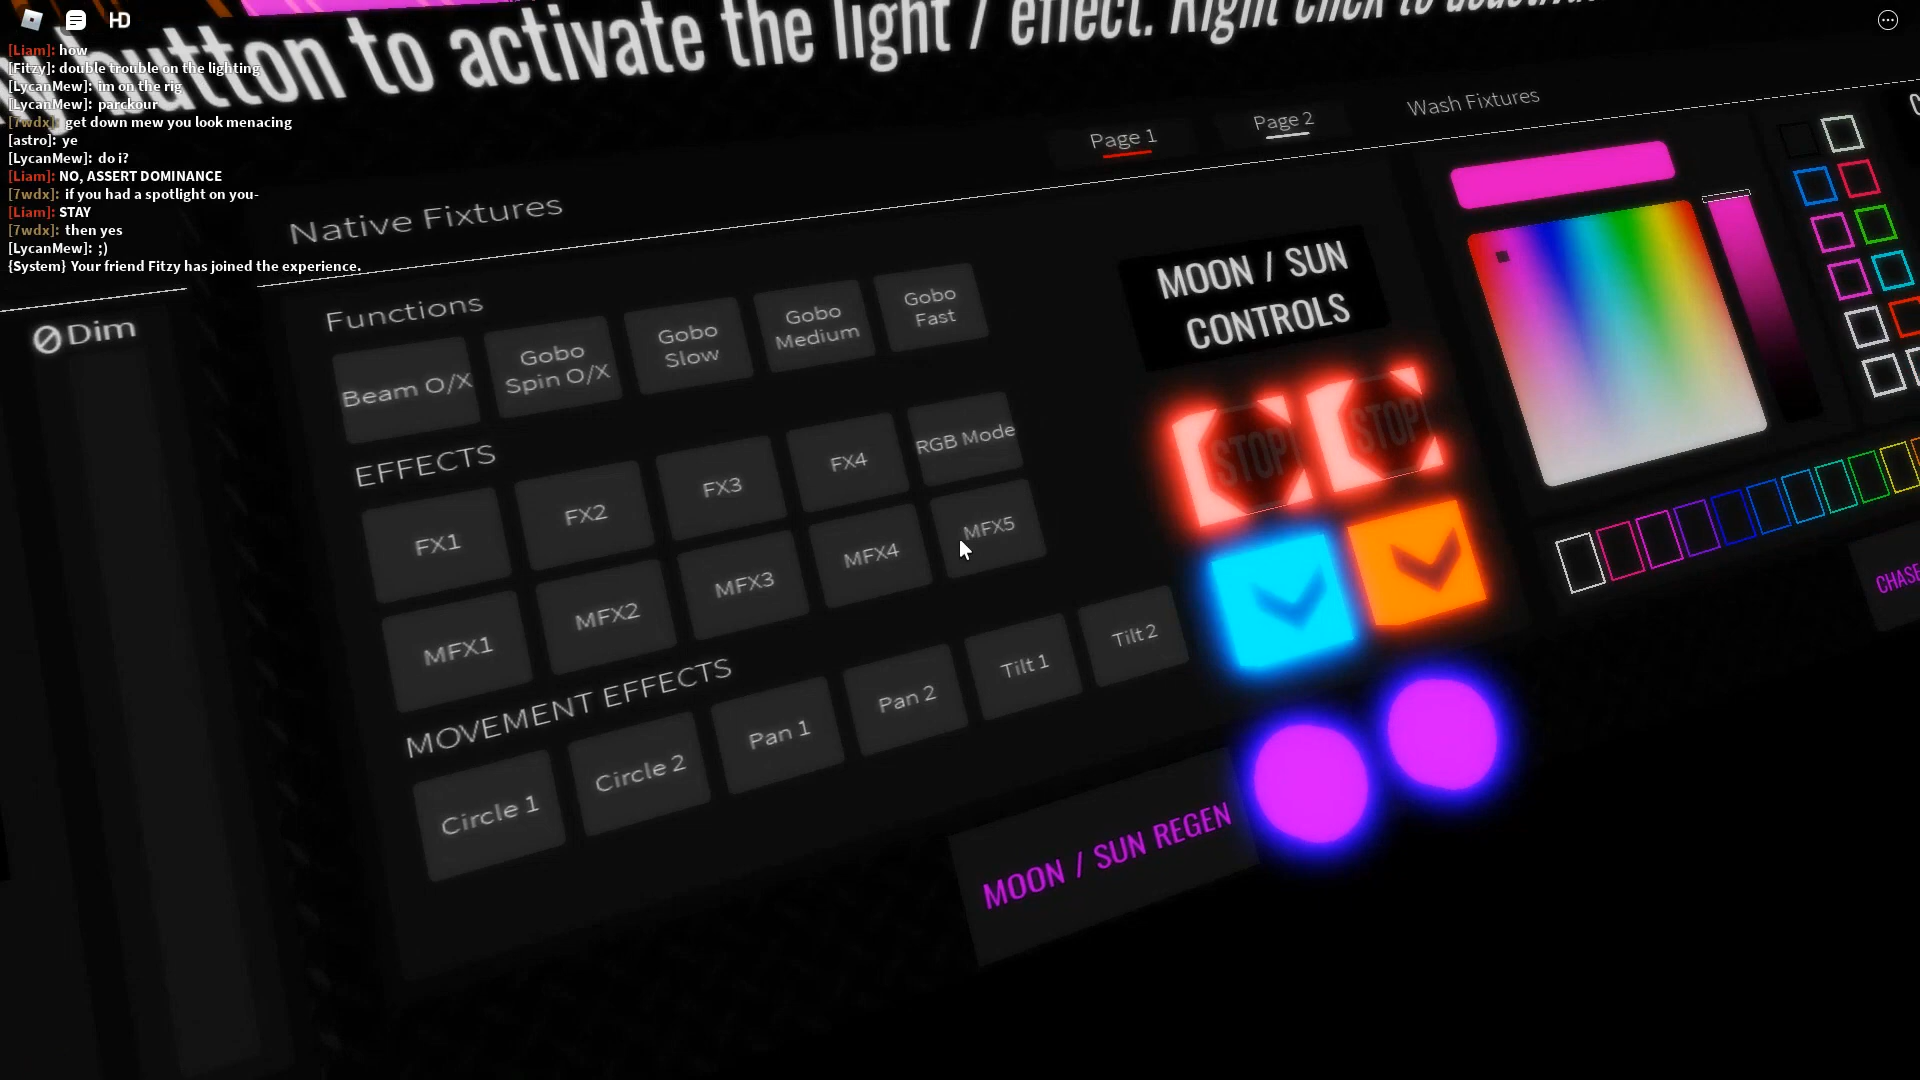 HD
button to activate the light / effect. Right click to
[Liam]: how
[Fitzy]: double trouble on the lighting
[LycanMew]: im on the rig
[LycanMew]: parckour
[7wdx]: get down mew you look menacing
[astro]: ye
[LycanMew]: do i?
[Liam]: NO, ASSERT DOMINANCE
[7wdx]: if you had a spotlight on you-
[Liam]: STAY
[7wdx]: then yes
[LycanMew]: ;)
{System} Your friend Fitzy has joined the experience.
Page 1
Page 2
Wash Fixtures
Native Fixtures
Dim
Functions
Beam O/X
Gobo
Spin O/X
Gobo
Slow
Gobo
Medium
Gobo
Fast
EFFECTS
FX1
FX2
FX3
FX4
RGB Mode
MFX1
MFX2
MFX3
MFX4
MFX5
MOVEMENT EFFECTS
Circle 1
Circle 2
Pan 1
Pan 2
Tilt 1
Tilt 2
MOON / SUN
CONTROLS
STOP
STOP
MOON / SUN REGEN
CHASE